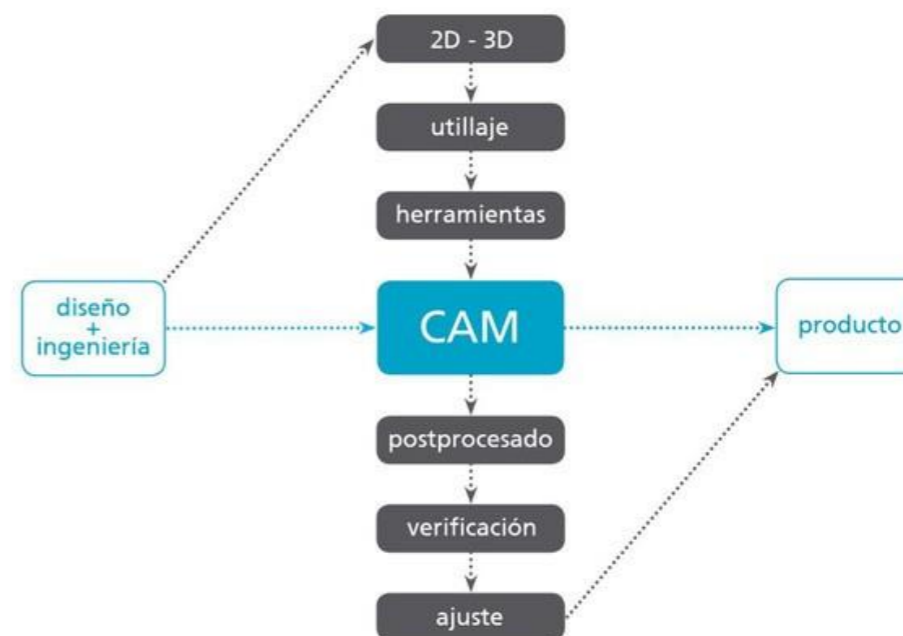 2D - 3D
utillaje
herramientas
diseño
+
ingeniería
CAM
producto
postprocesado
verificación
ajuste